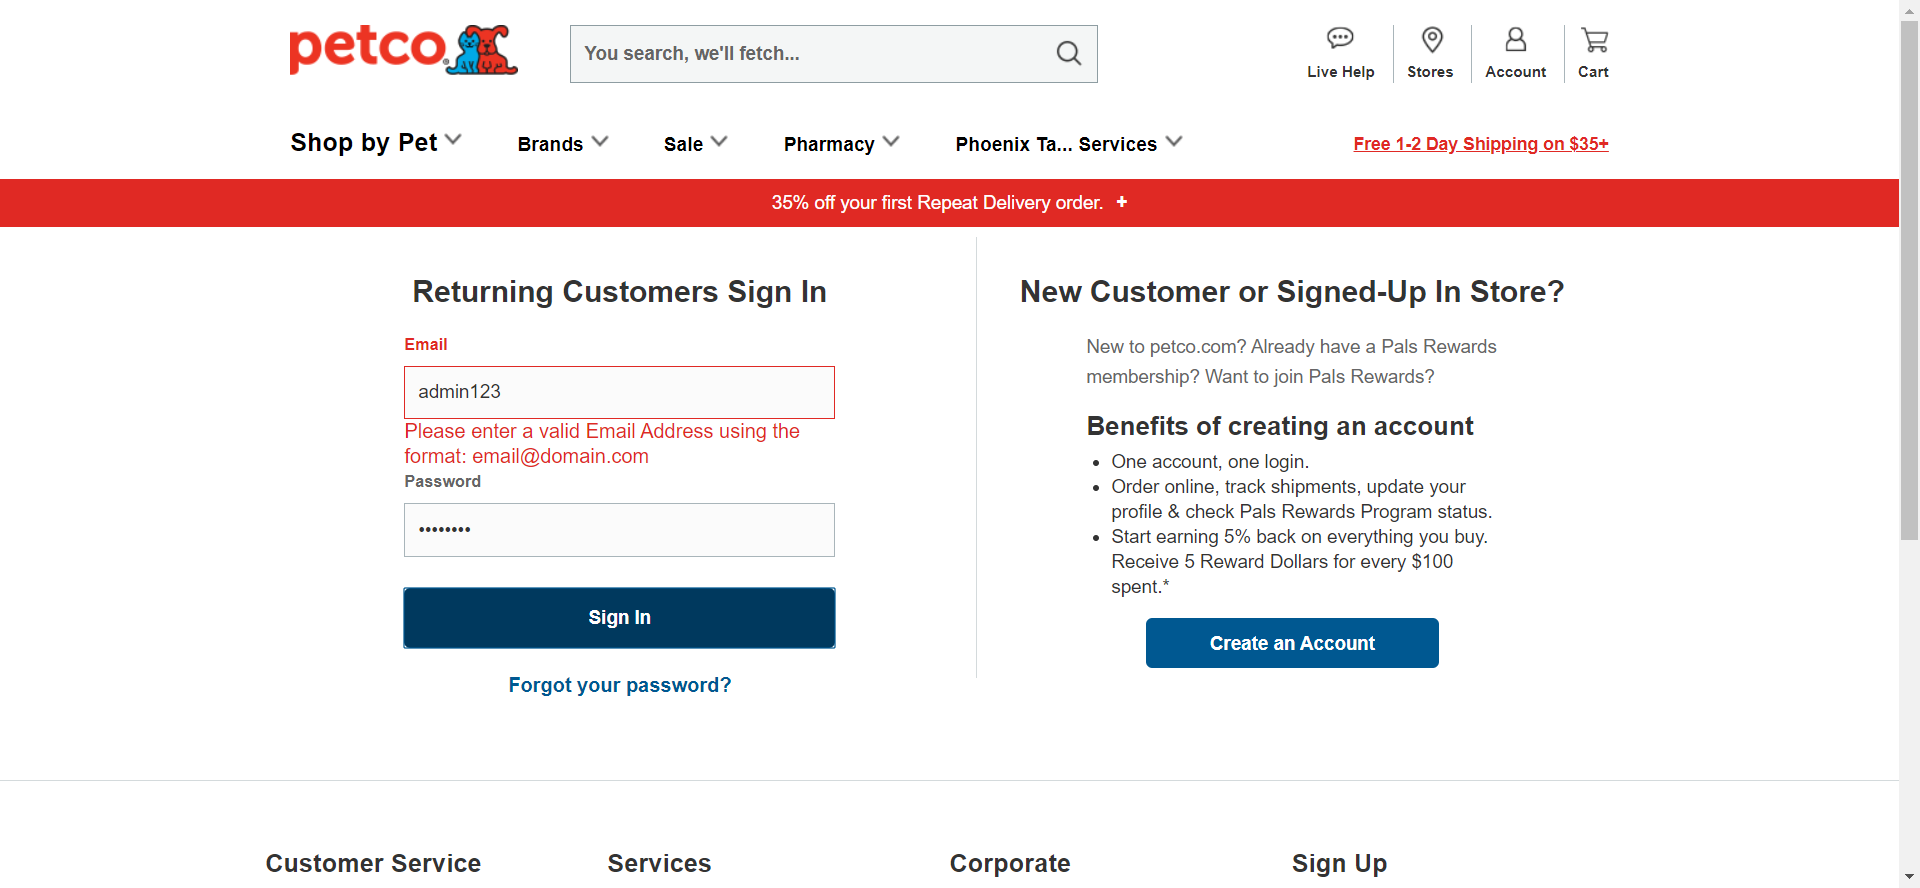 petco
You search, we'll fetch...
Live Help
Stores
Account
Cart
Shop by Pet
Brands
Sale
Pharmacy
Phoenix Ta... Services
Free 1-2 Day Shipping on $35+
35% off your first Repeat Delivery order. +
Returning Customers Sign In
Email
admin123
Please enter a valid Email Address using the
format: email@domain.com
Password
••••••••
Sign In
Forgot your password?
New Customer or Signed-Up In Store?
New to petco.com? Already have a Pals Rewards
membership? Want to join Pals Rewards?
Benefits of creating an account
• One account, one login.
• Order online, track shipments, update your
profile & check Pals Rewards Program status.
• Start earning 5% back on everything you buy.
Receive 5 Reward Dollars for every $100
spent.*
Create an Account
Customer Service
Services
Corporate
Sign Up